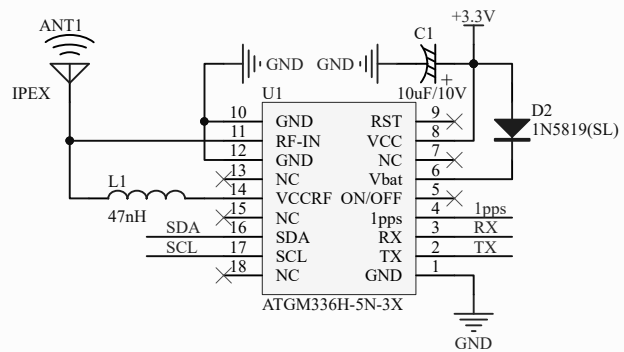 ANT1
+3.3V
C1
GND
GND
IPEX
U1
10uF/10V
+
D2
1N5819(SL)
10 GND RST 9
11 RF-IN VCC 8
12 GND NC 7
13 NC Vbat 6
L1
14 VCCRF ON/OFF 5
47nH
15 NC 1pps 4 1pps
SDA 16 SDA RX 3 RX
SCL 17 SCL TX 2 TX
18 NC GND 1
ATGM336H-5N-3X
GND